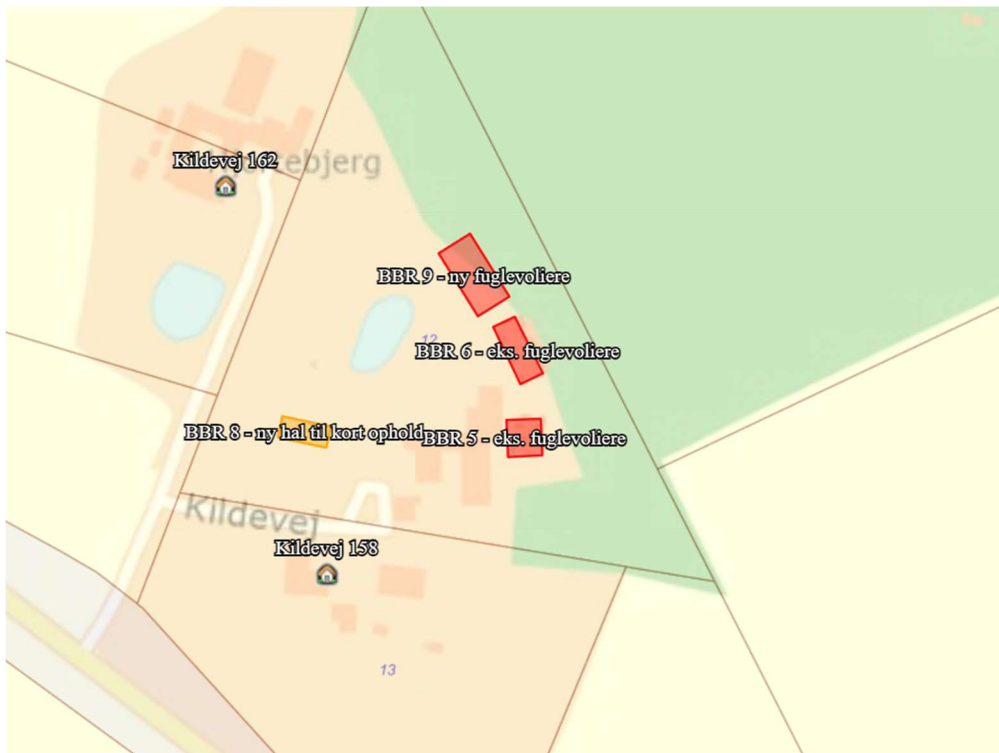 Kildevej 162
Hjortebjerg
BBR 9 - ny fuglevoliere
12
BBR 6 - eks. fuglevoliere
BBR 8 - ny hal til kort ophold
BBR 5 - eks. fuglevoliere
Kildevej
Kildevej 158
13